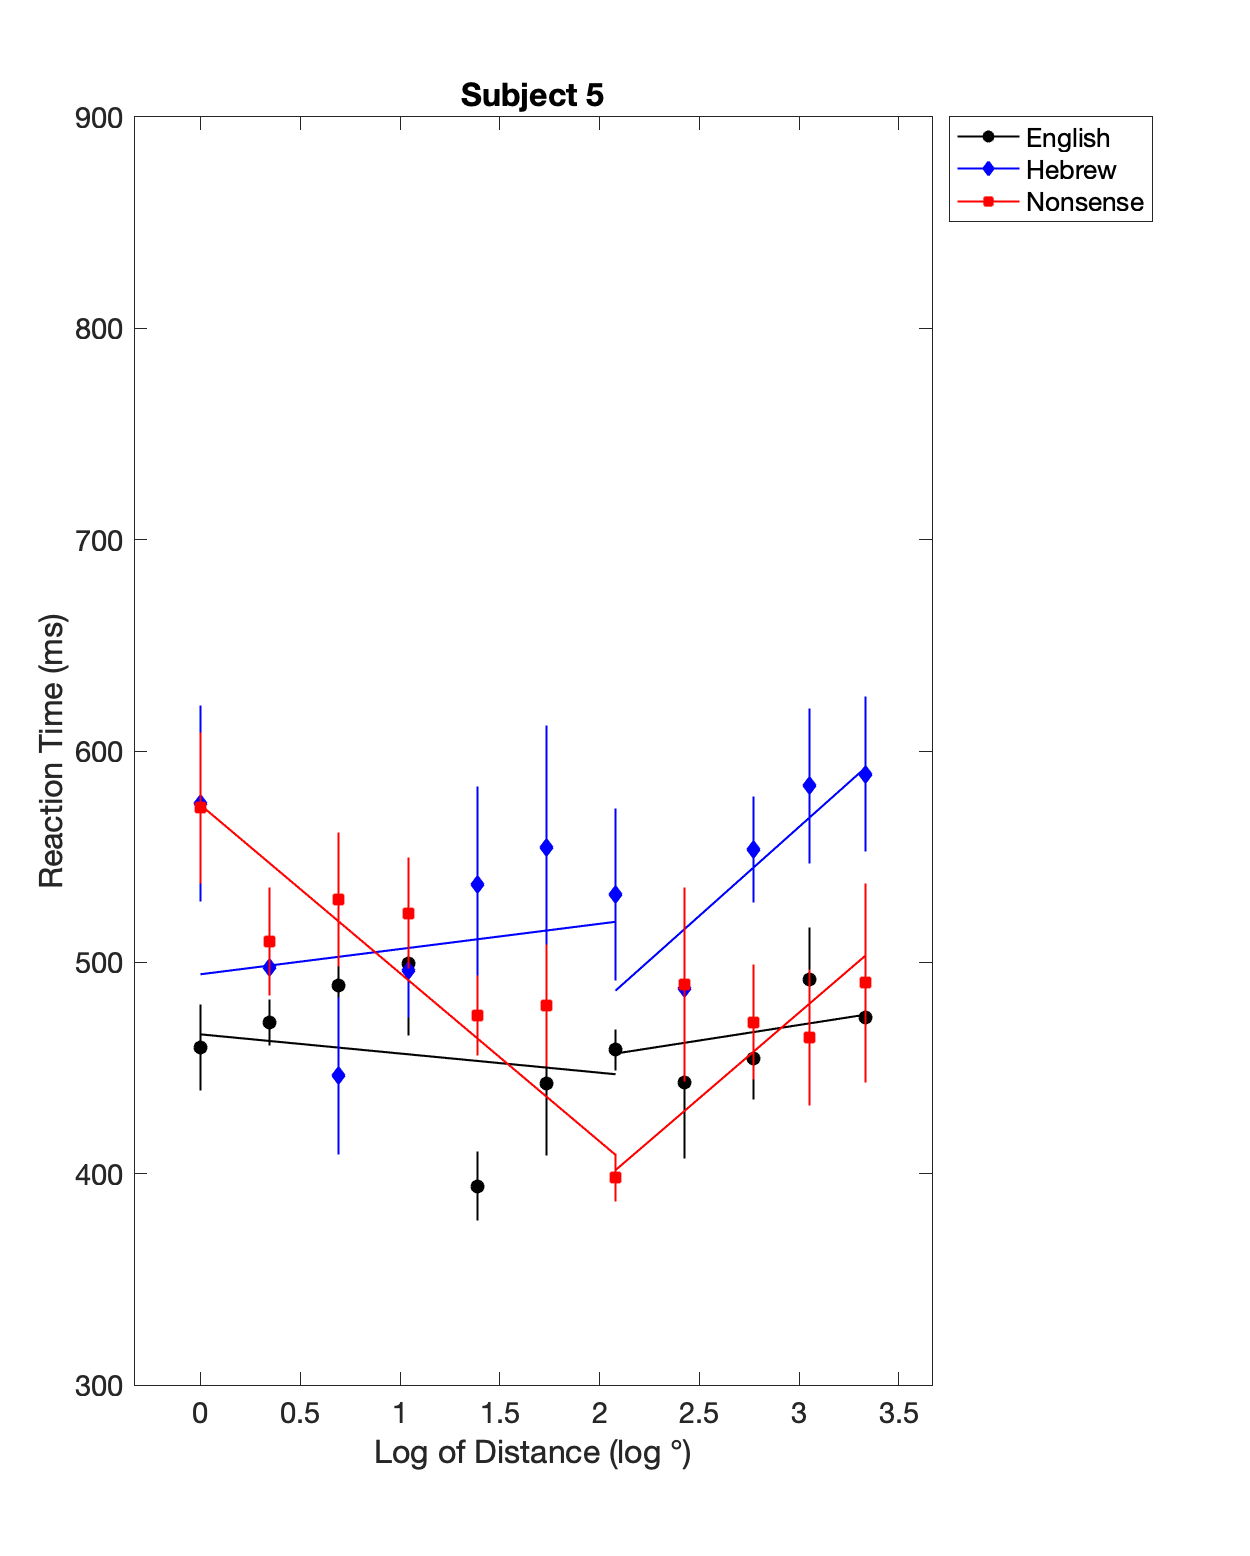 Subject 5
900
800
700
600
500
400
300
Reaction Time (ms)
0 0.5 1 1.5 2 2.5 3 3.5
Log of Distance (log °)
English
Hebrew
Nonsense